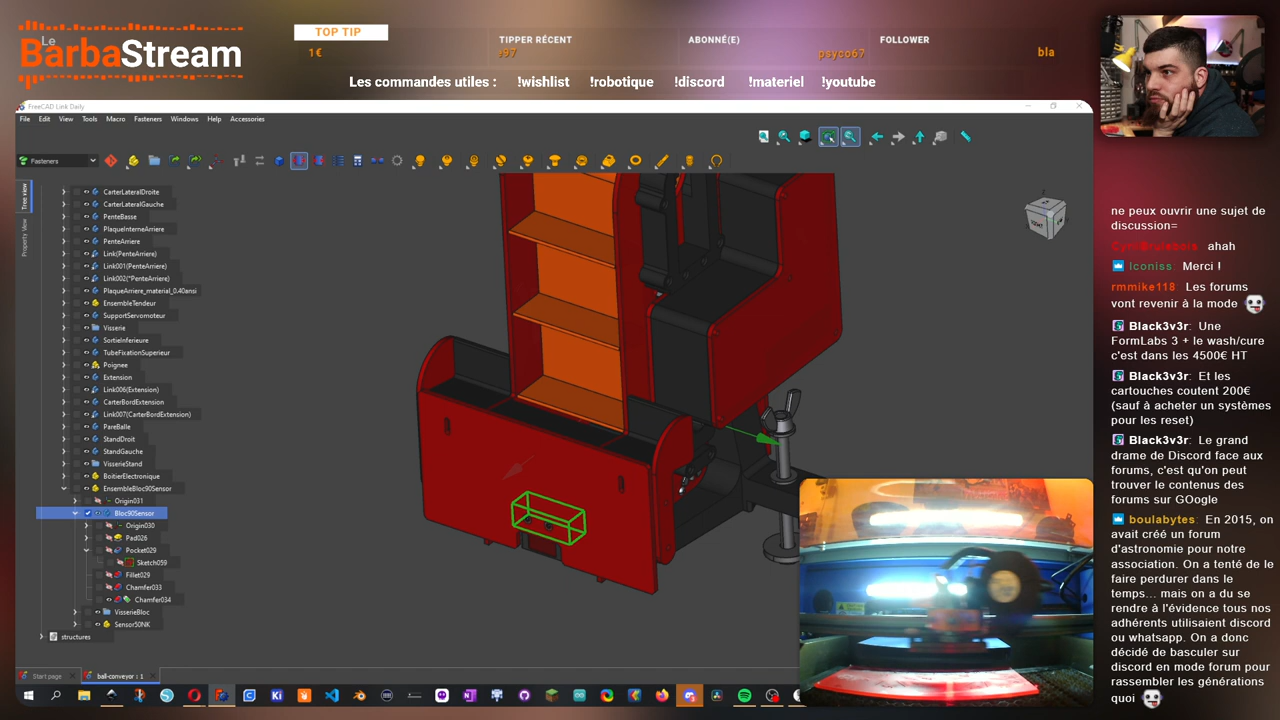 Le
BarbaStream
TOP TIP
1€
TIPPER RÉCENT
ABONNÉ(E)
psyco67
FOLLOWER
bla
Les commandes utiles : !wishlist !robotique !discord !materiel !youtube
FreeCAD Link Daily
File Edit View Tools Macro Fasteners Windows Help Accessories
Fasteners
Tree view
Property View
CarterLateralDroite
CarterLateralGauche
PenteBasse
PlaqueInterneArriere
PenteArriere
Link(PenteArriere)
Link001(PenteArriere)
Link002(*PenteArriere)
PlaqueArriere_material_0.40ansi
EnsembleTendeur
SupportServomoteur
Visserie
SortieInferieure
TubeFixationSuperieur
Poignee
Extension
Link006(Extension)
CarterBordExtension
Link007(CarterBordExtension)
PareBalle
StandDroit
StandGauche
VisserieStand
BoitierElectronique
EnsembleBloc90Sensor
Origin031
Bloc90Sensor
Origin030
Pad026
Pocket029
Sketch059
Fillet029
Chamfer033
Chamfer034
VisserieBloc
Sensor50NK
structures
Start page
ball-conveyor : 1
ne peux ouvrir une sujet de
discussion=
ahah
Iconiss: Merci !
rmmike118: Les forums
vont revenir à la mode
Black3v3r: Une
FormLabs 3 + le wash/cure
c'est dans les 4500€ HT
Black3v3r: Et les
cartouches coutent 200€
(sauf à acheter un systèmes
pour les reset)
Black3v3r: Le grand
drame de Discord face aux
forums, c'est qu'on peut
trouver le contenus des
forums sur GOogle
boulabytes: En 2015, on
avait créé un forum
d'astronomie pour notre
association. On a tenté de le
faire perdurer dans le
temps... mais on a du se
rendre à l'évidence tous nos
adhérents utilisaient discord
ou whatsapp. On a donc
décidé de basculer sur
discord en mode forum pour
rassembler les générations
quoi